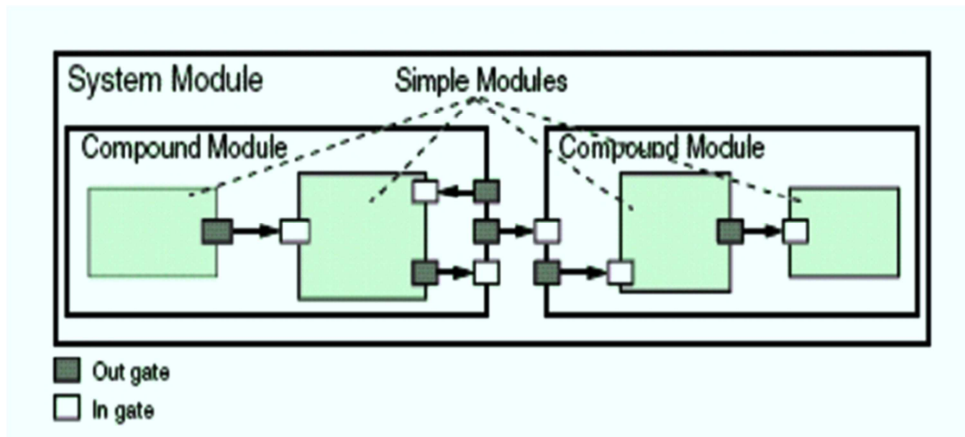 System Module
Simple Modules
Compound Module
Compound Module
Out gate
In gate